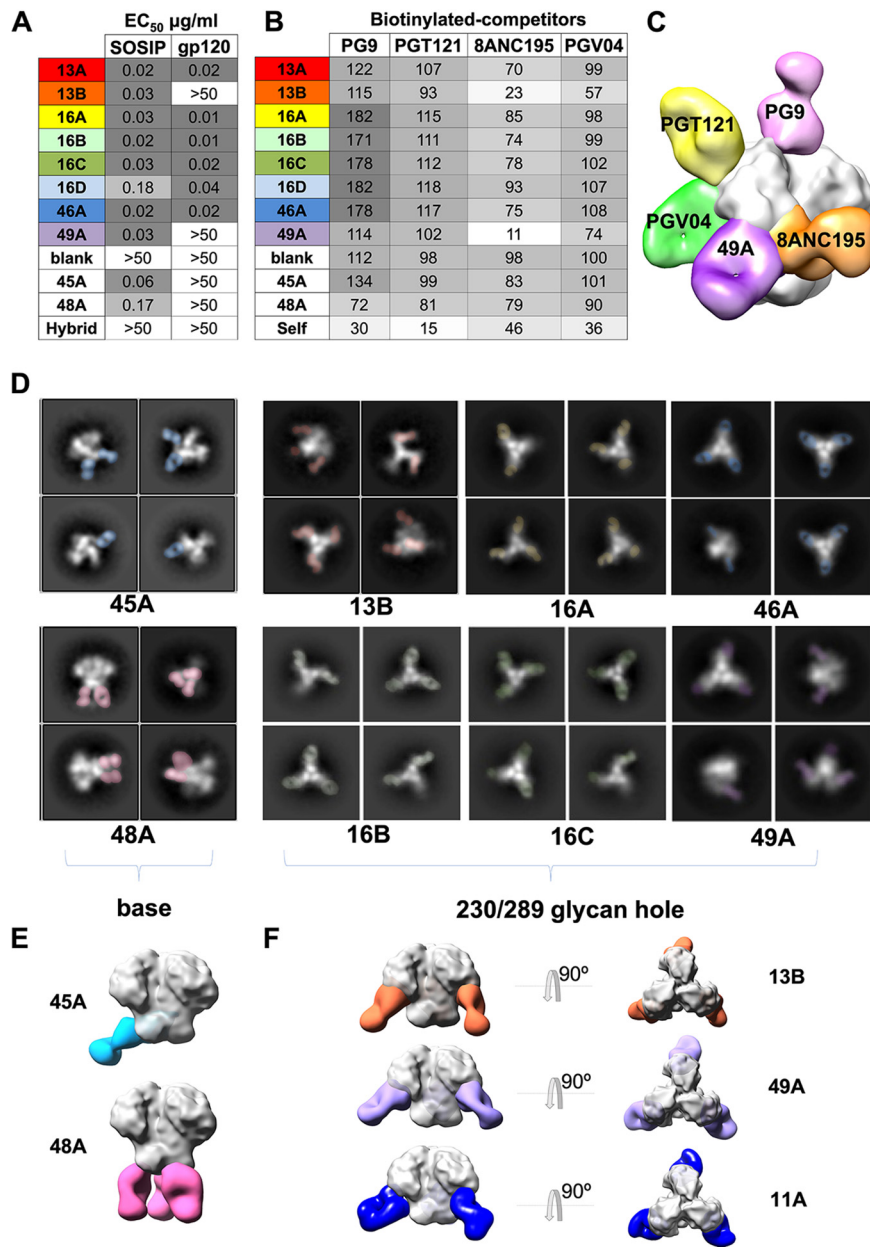 A
EC50 µg/ml
SOSIP gp120
13A 0.02 0.02
13B 0.03 >50
16A 0.03 0.01
16B 0.02 0.01
16C 0.03 0.02
16D 0.18 0.04
46A 0.02 0.02
49A 0.03 >50
blank >50 >50
45A 0.06 >50
48A 0.17 >50
Hybrid >50 >50
B
Biotinylated-competitors
PG9 PGT121 8ANC195 PGV04
13A 122 107 70 99
13B 115 93 23 57
16A 182 115 85 98
16B 171 111 74 99
16C 178 112 78 102
16D 182 118 93 107
46A 178 117 75 108
49A 114 102 11 74
blank 112 98 98 100
45A 134 99 83 101
48A 72 81 79 90
Self 30 15 46 36
C
PG9
PGT121
PGV04
49A
8ANC195
D
45A 13B 16A 46A
48A 16B 16C 49A
base 230/289 glycan hole
E
45A
48A
F
90º 13B
90º 49A
90º 11A